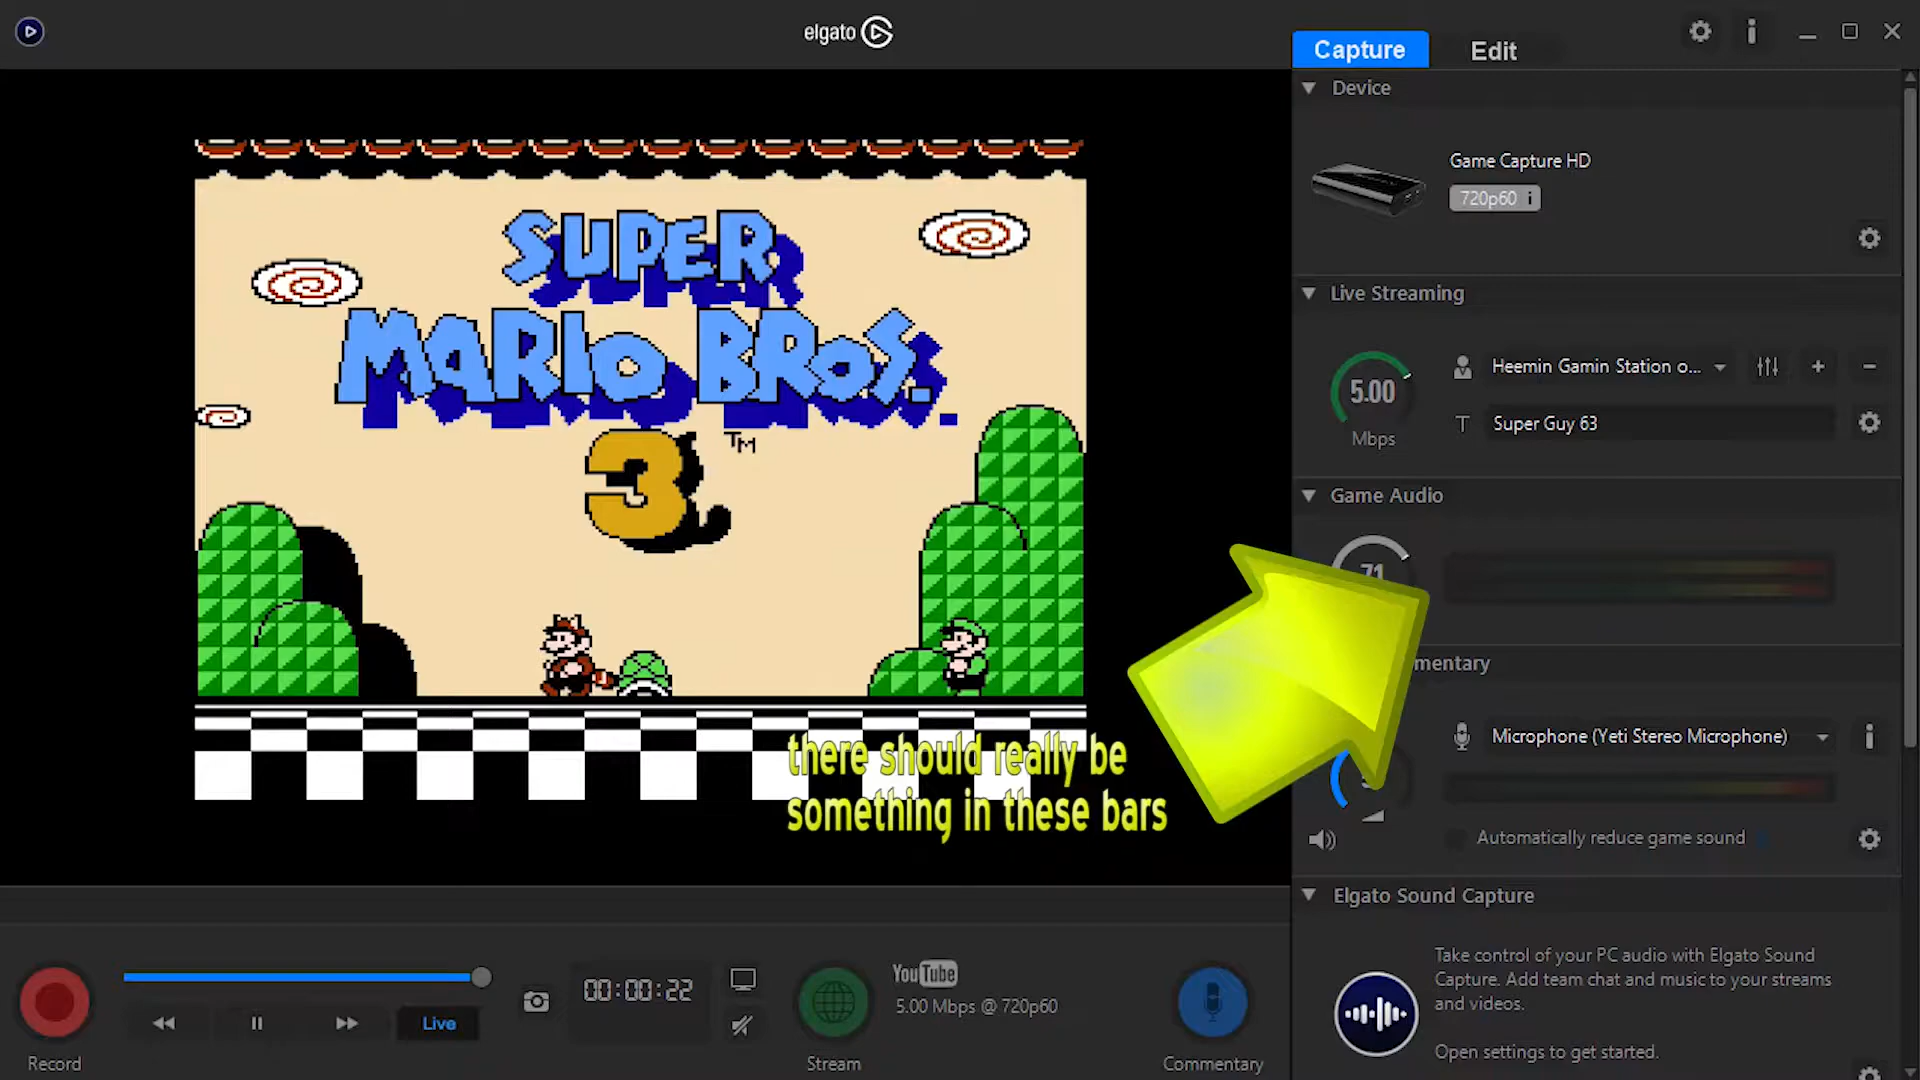 elgato
Capture
Edit
Device
Game Capture HD
720p60 i
Live Streaming
5.00
Mbps
Heemin Gamin Station o...
T Super Guy 63
Game Audio
71
mentary
Microphone (Yeti Stereo Microphone)
Automatically reduce game sound
SUPER
MARIO BROS.
3 TM
there should really be
something in these bars
Elgato Sound Capture
Take control of your PC audio with Elgato Sound
Capture. Add team chat and music to your streams
and videos.
Open settings to get started.
Record
Live
00:00:22
Stream
YouTube
5.00 Mbps @ 720p60
Commentary